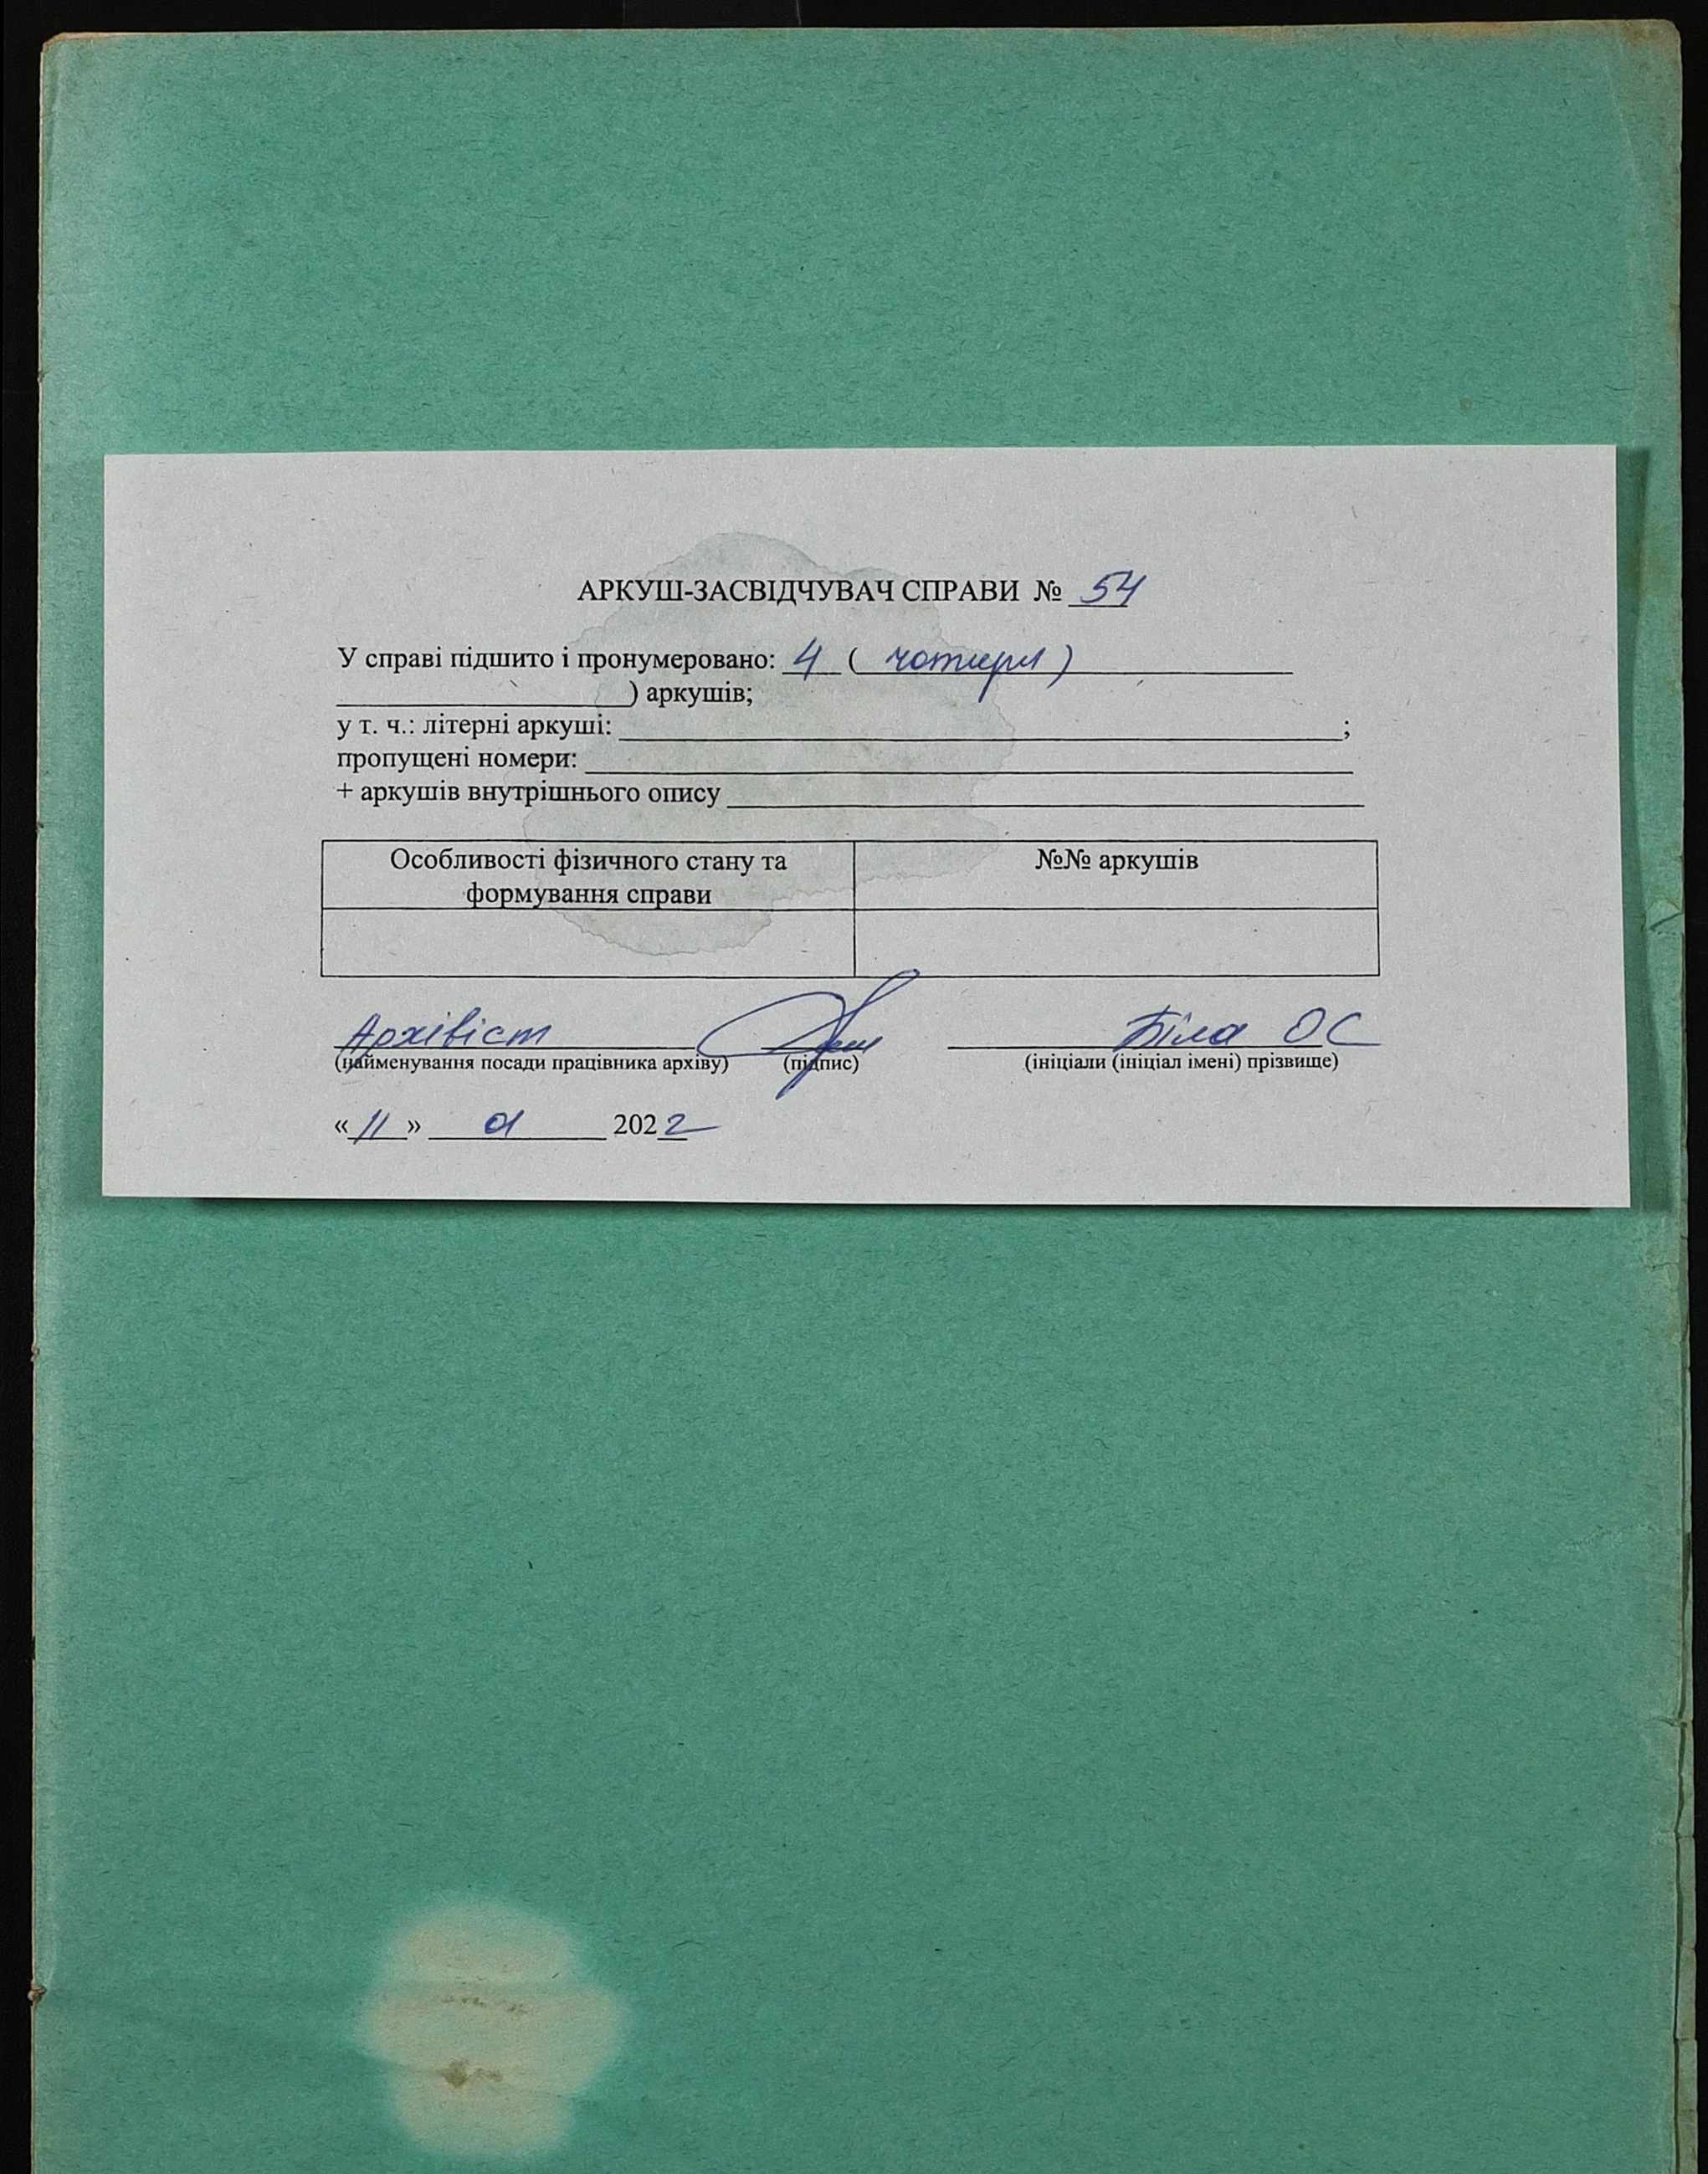 АРКУШ-ЗАСВІДЧУВАЧ СПРАВИ № 54
У справі підшито і пронумеровано: 4 ( чотири )
) аркушів;
у т. ч.: літерні аркуші: ;
пропущені номери:
+ аркушів внутрішнього опису
Особливості фізичного стану та
формування справи
№№ аркушів
Архівіст Біла ОС
(найменування посади працівника архіву) (підпис) (ініціали (ініціал імені) прізвище)
« 11 » 01 2022